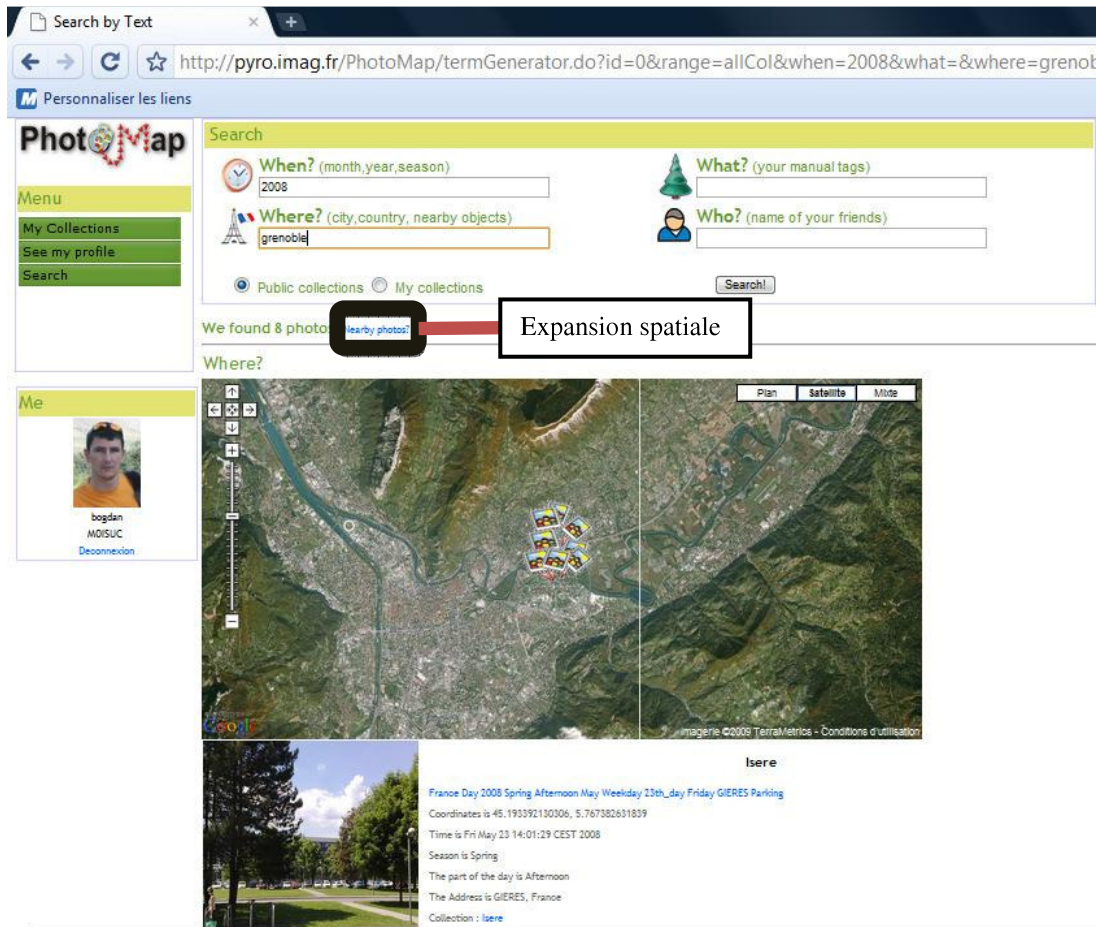 Search by Text
http://pyro.imag.fr/PhotoMap/termGenerator.do?id=0&range=allCol&when=2008&what=&where=grenob
Personnaliser les liens
PhotoMap
Menu
My Collections
See my profile
Search
Me
bogdan
MOISUC
Deconnexion
Search
When? (month,year,season)
2008
What? (your manual tags)
Where? (city,country, nearby objects)
grenoble
Who? (name of your friends)
Public collections My collections
Search!
We found 8 photo Nearby photos?
Expansion spatiale
Where?
Plan Satellite Mixte
Google
Imagerie ©2009 TerraMetrics - Conditions d'utilisation
Isere
France Day 2008 Spring Afternoon May Weekday 23th_day Friday GIERES Parking
Coordinates is 45.193392130306, 5.767382631839
Time is Fri May 23 14:01:29 CEST 2008
Season is Spring
The part of the day is Afternoon
The Address is GIERES, France
Collection : Isere